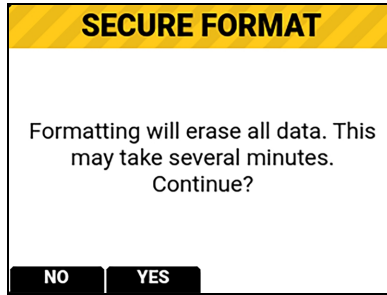 SECURE FORMAT
Formatting will erase all data. This
may take several minutes.
Continue?
NO YES